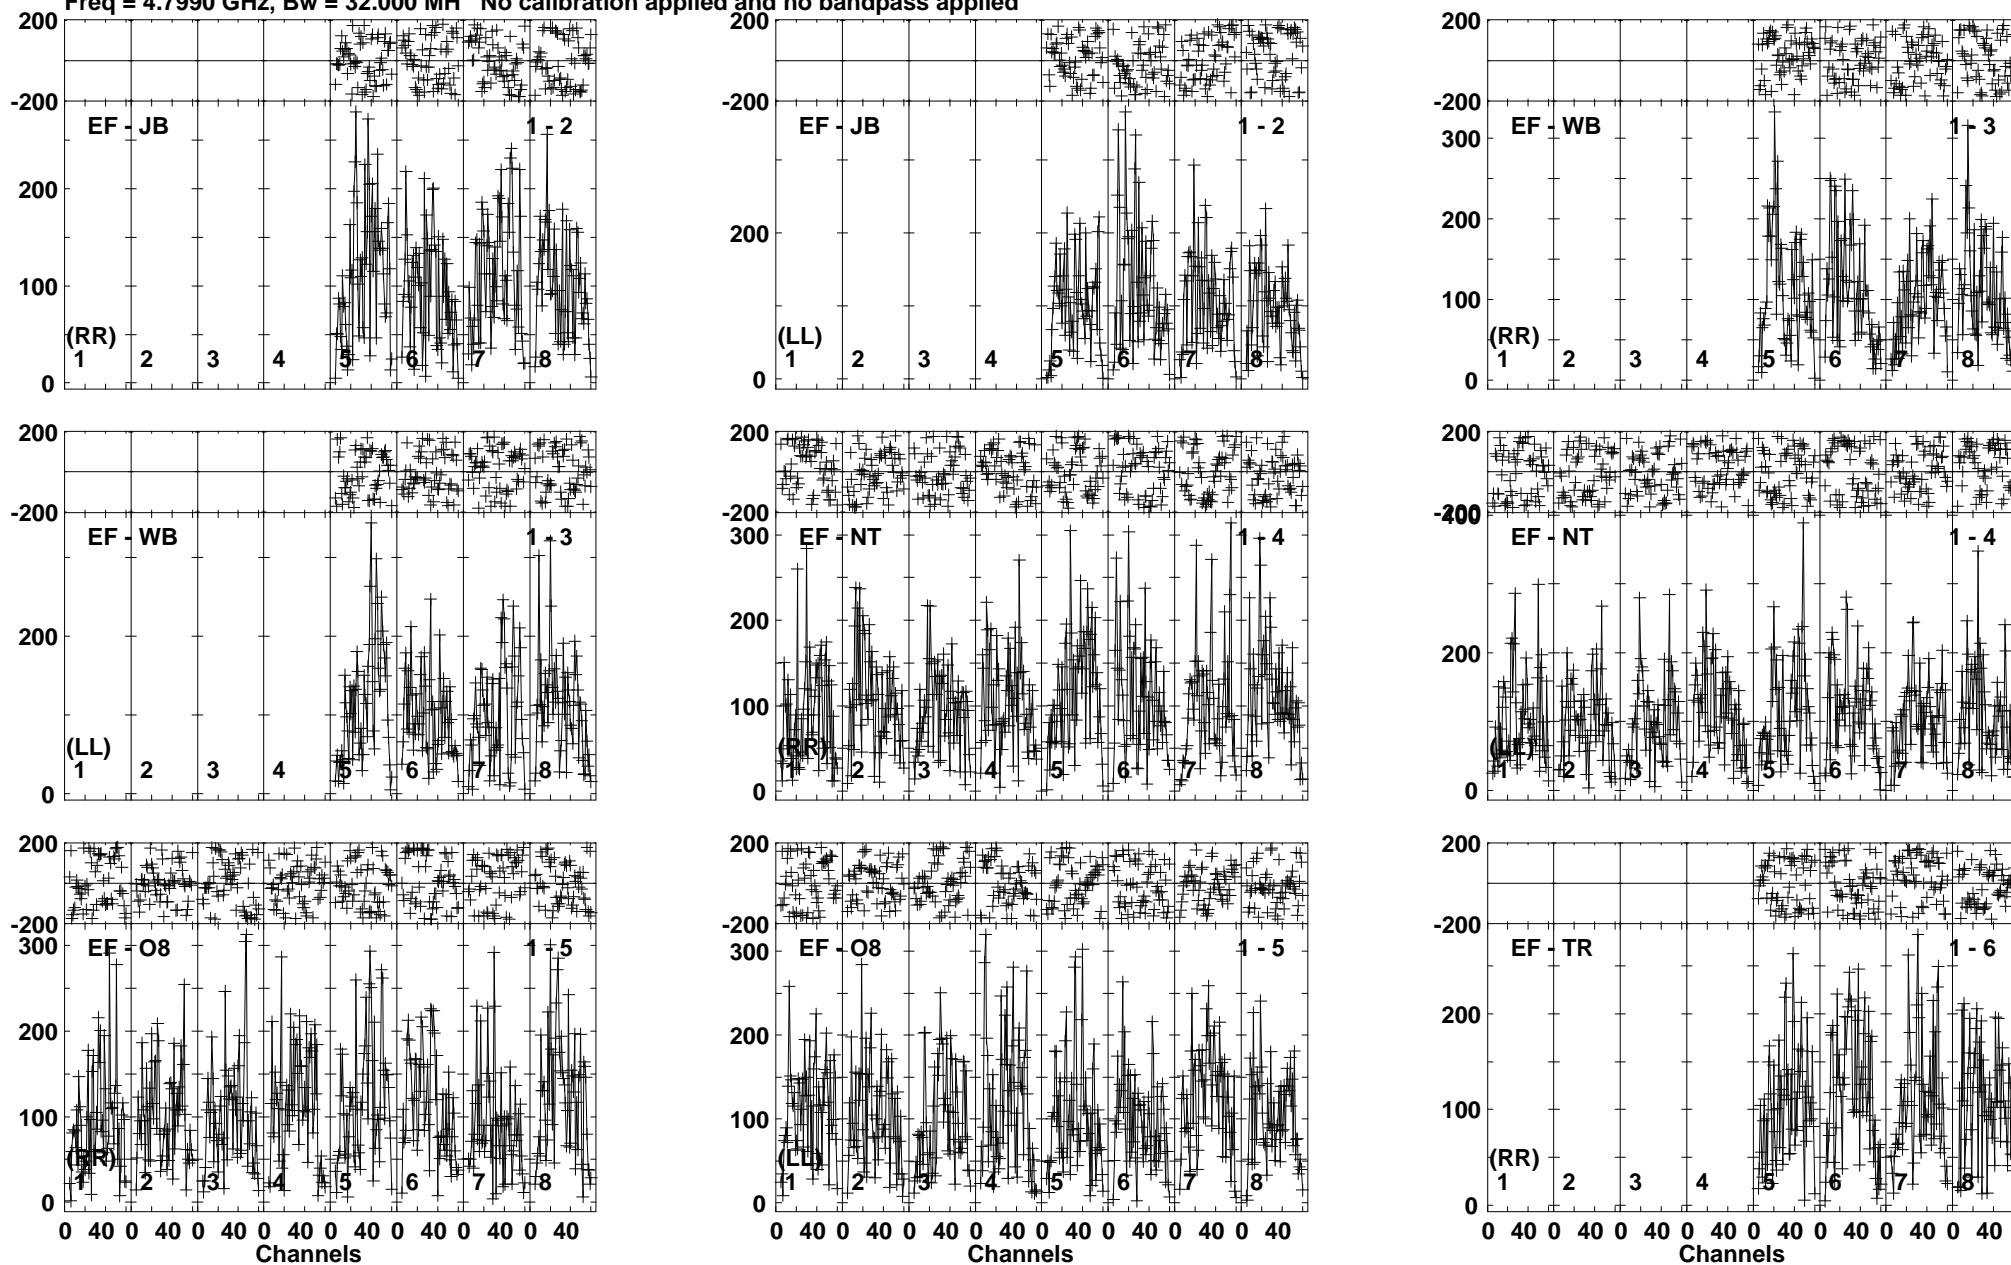 Freq = 4.7990 GHz, Bw = 32.000 MH No calibration applied and no bandpass applied
200 200 200
-200 -200 -200
EF - JB 1 - 2 EF - JB 1 - 2 EF - WB 1 - 3
300
200 200 200
100 100
(RR) (LL) (RR)
1 2 3 4 5 6 7 8 1 2 3 4 5 6 7 8 1 2 3 4 5 6 7 8
0 0 0
200 200 200
-200 -200 -200
400
EF - WB 1 - 3 EF - NT 1 - 4 EF - NT 1 - 4
300
200 200 200
100
(LL) (RR) (LL)
1 2 3 4 5 6 7 8 1 2 3 4 5 6 7 8 1 2 3 4 5 6 7 8
0 0 0
200 200 200
-200 -200 -200
EF - O8 1 - 5 EF - O8 1 - 5 EF - TR 1 - 6
300 300
200 200 200
100 100 100
(RR) (LL) (RR)
1 2 3 4 5 6 7 8 1 2 3 4 5 6 7 8 1 2 3 4 5 6 7 8
0 0 0
0 40 0 40 0 40 0 40 0 40 0 40 0 40 0 40 0 40 0 40 0 40 0 40 0 40 0 40 0 40 0 40 0 40 0 40 0 40 0 40 0 40 0 40 0 40 0 40
Channels Channels Channels